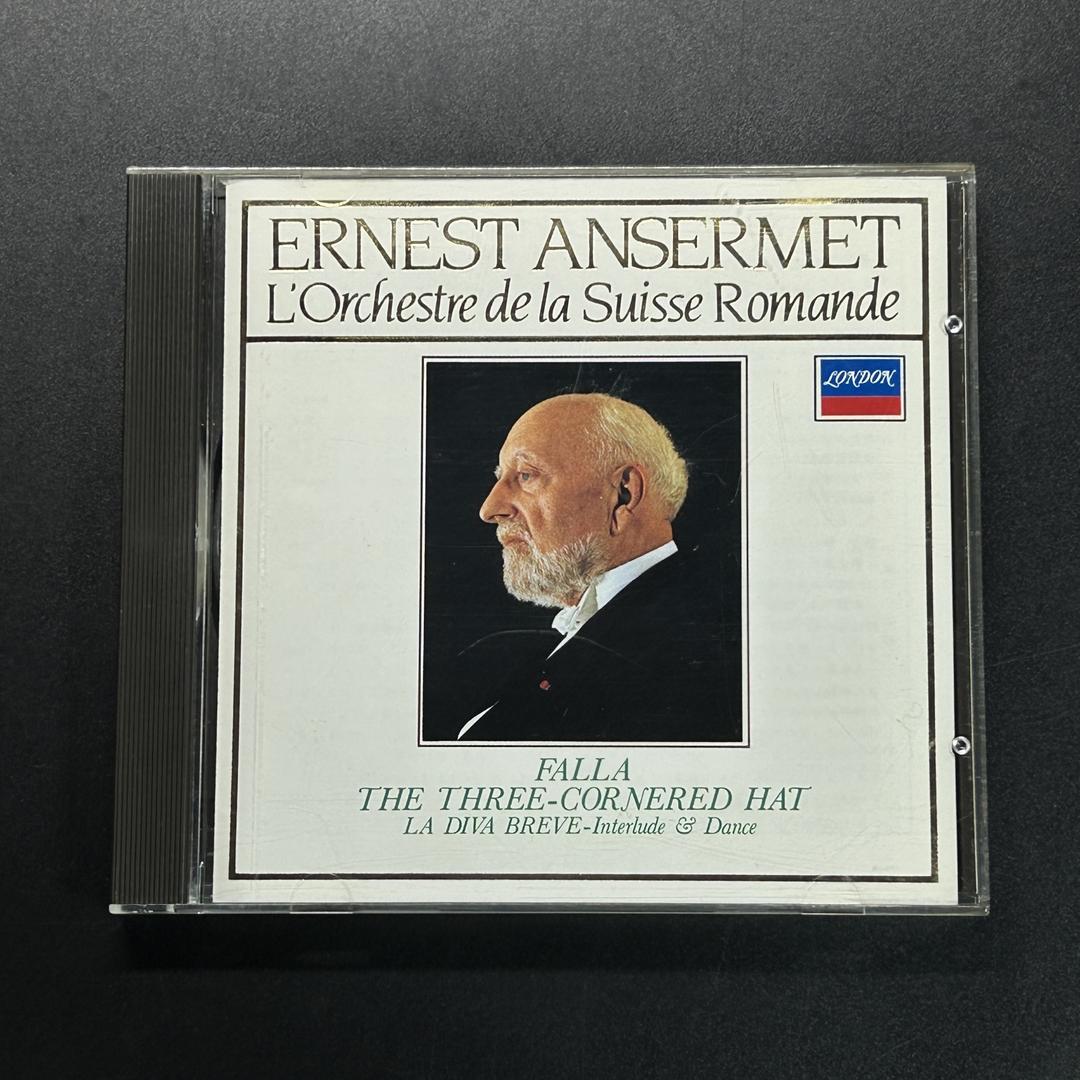 ERNEST ANSERMET
L'Orchestre de la Suisse Romande
LONDON
FALLA
THE THREE-CORNERED HAT
LA DIVA BREVE-Interlude & Dance